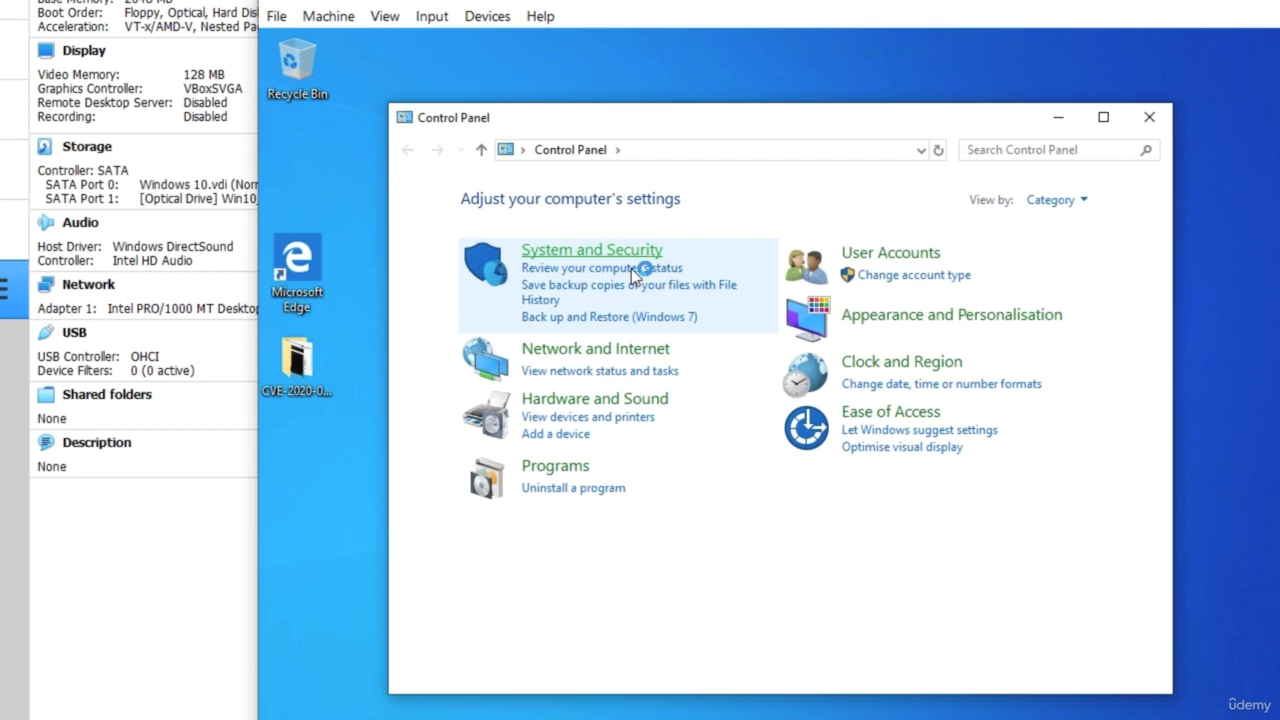 Base Memory: 2048 MB
Boot Order: Floppy, Optical, Hard Dis
Acceleration: VT-x/AMD-V, Nested Pa
Display
Video Memory: 128 MB
Graphics Controller: VBoxSVGA
Remote Desktop Server: Disabled
Recording: Disabled
Storage
Controller: SATA
SATA Port 0: Windows 10.vdi (Nor
SATA Port 1: [Optical Drive] Win10_
Audio
Host Driver: Windows DirectSound
Controller: Intel HD Audio
Network
Adapter 1: Intel PRO/1000 MT Desktop
USB
USB Controller: OHCI
Device Filters: 0 (0 active)
Shared folders
None
Description
None
File Machine View Input Devices Help
Recycle Bin
Microsoft
Edge
CVE-2020-0...
Control Panel
Control Panel
Search Control Panel
Adjust your computer's settings
View by: Category
System and Security
Review your computer's status
Save backup copies of your files with File
History
Back up and Restore (Windows 7)
Network and Internet
View network status and tasks
Hardware and Sound
View devices and printers
Add a device
Programs
Uninstall a program
User Accounts
Change account type
Appearance and Personalisation
Clock and Region
Change date, time or number formats
Ease of Access
Let Windows suggest settings
Optimise visual display
ûdemy